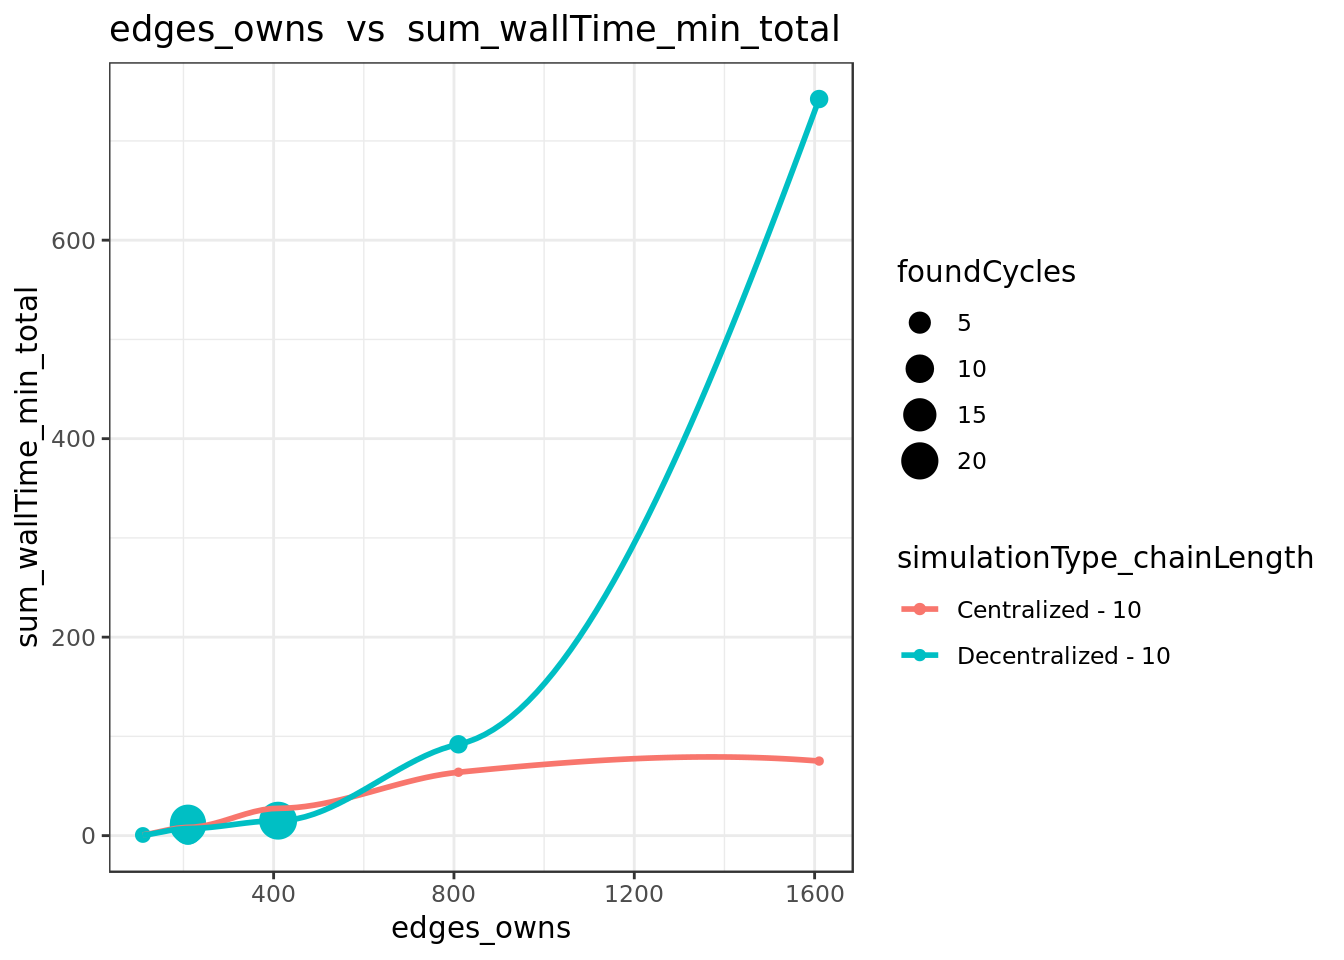 edges_owns  vs  sum_wallTime_min_total
sum_wallTime_min_total
600
400
200
0
400
800
1200
1600
edges_owns
foundCycles
5
10
15
20
simulationType_chainLength
Centralized - 10
Decentralized - 10